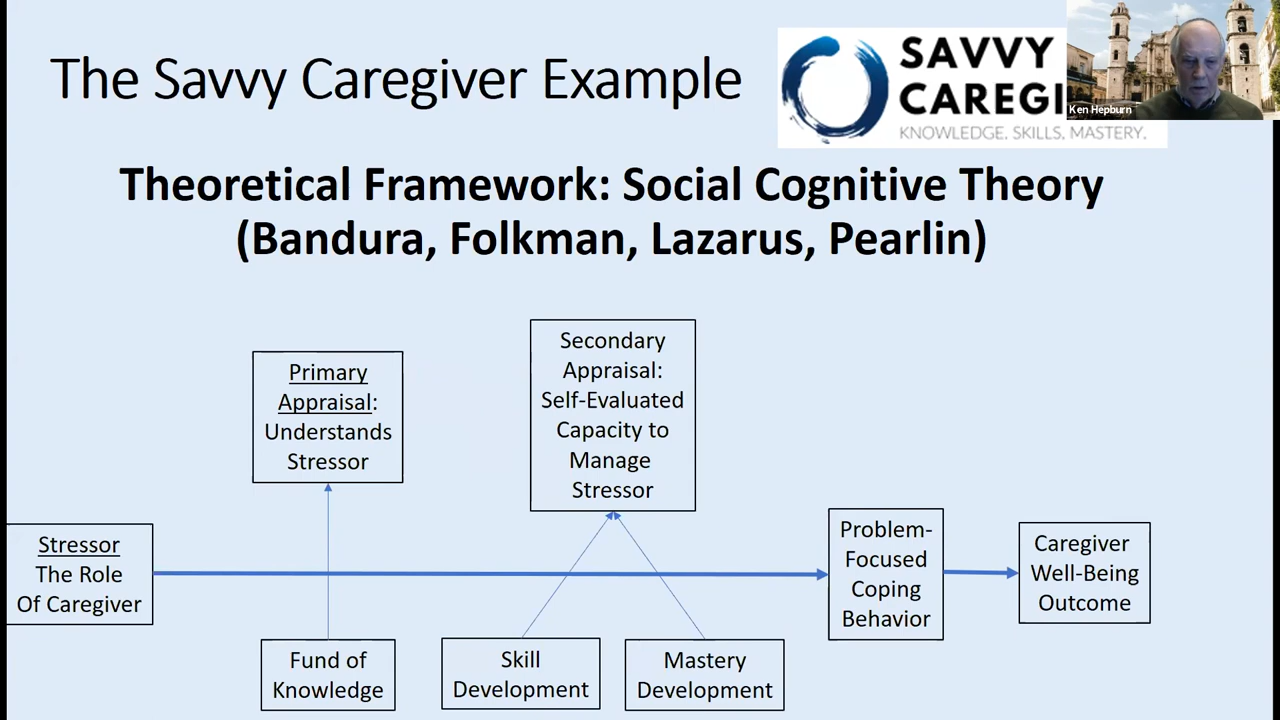 The Savvy Caregiver Example
SAVVY
CAREGI
KNOWLEDGE, SKILLS, MASTERY.
Ken Hepburn
Theoretical Framework: Social Cognitive Theory
(Bandura, Folkman, Lazarus, Pearlin)
Primary
Appraisal:
Understands
Stressor
Secondary
Appraisal:
Self-Evaluated
Capacity to
Manage
Stressor
Stressor
The Role
Of Caregiver
Problem-
Focused
Coping
Behavior
Caregiver
Well-Being
Outcome
Fund of
Knowledge
Skill
Development
Mastery
Development